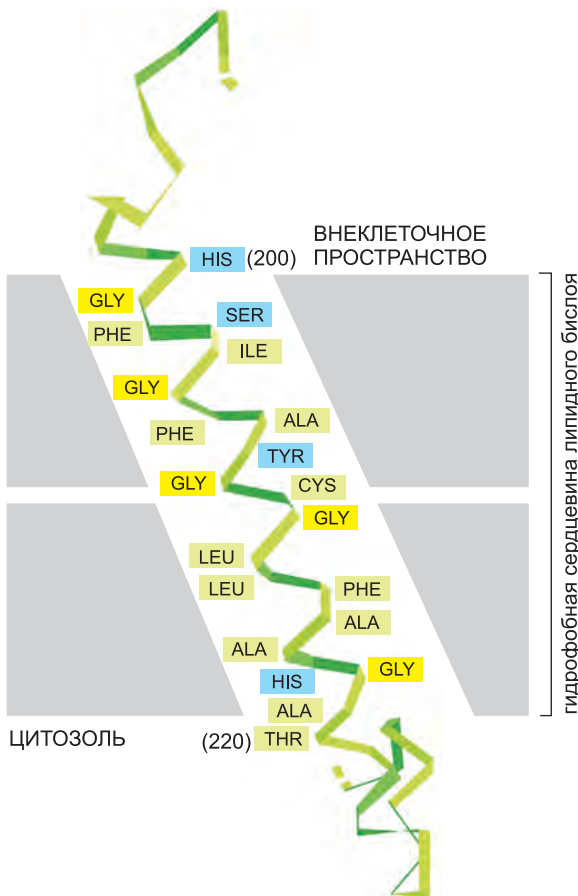 ВНЕКЛЕТОЧНОЕ
ПРОСТРАНСТВО
HIS (200)
GLY
SER
PHE
ILE
GLY
ALA
PHE
TYR
GLY
CYS
GLY
LEU
LEU
PHE
ALA
ALA
GLY
HIS
ALA
(220) THR
ЦИТОЗОЛЬ
гидрофобная сердцевина липидного бислоя